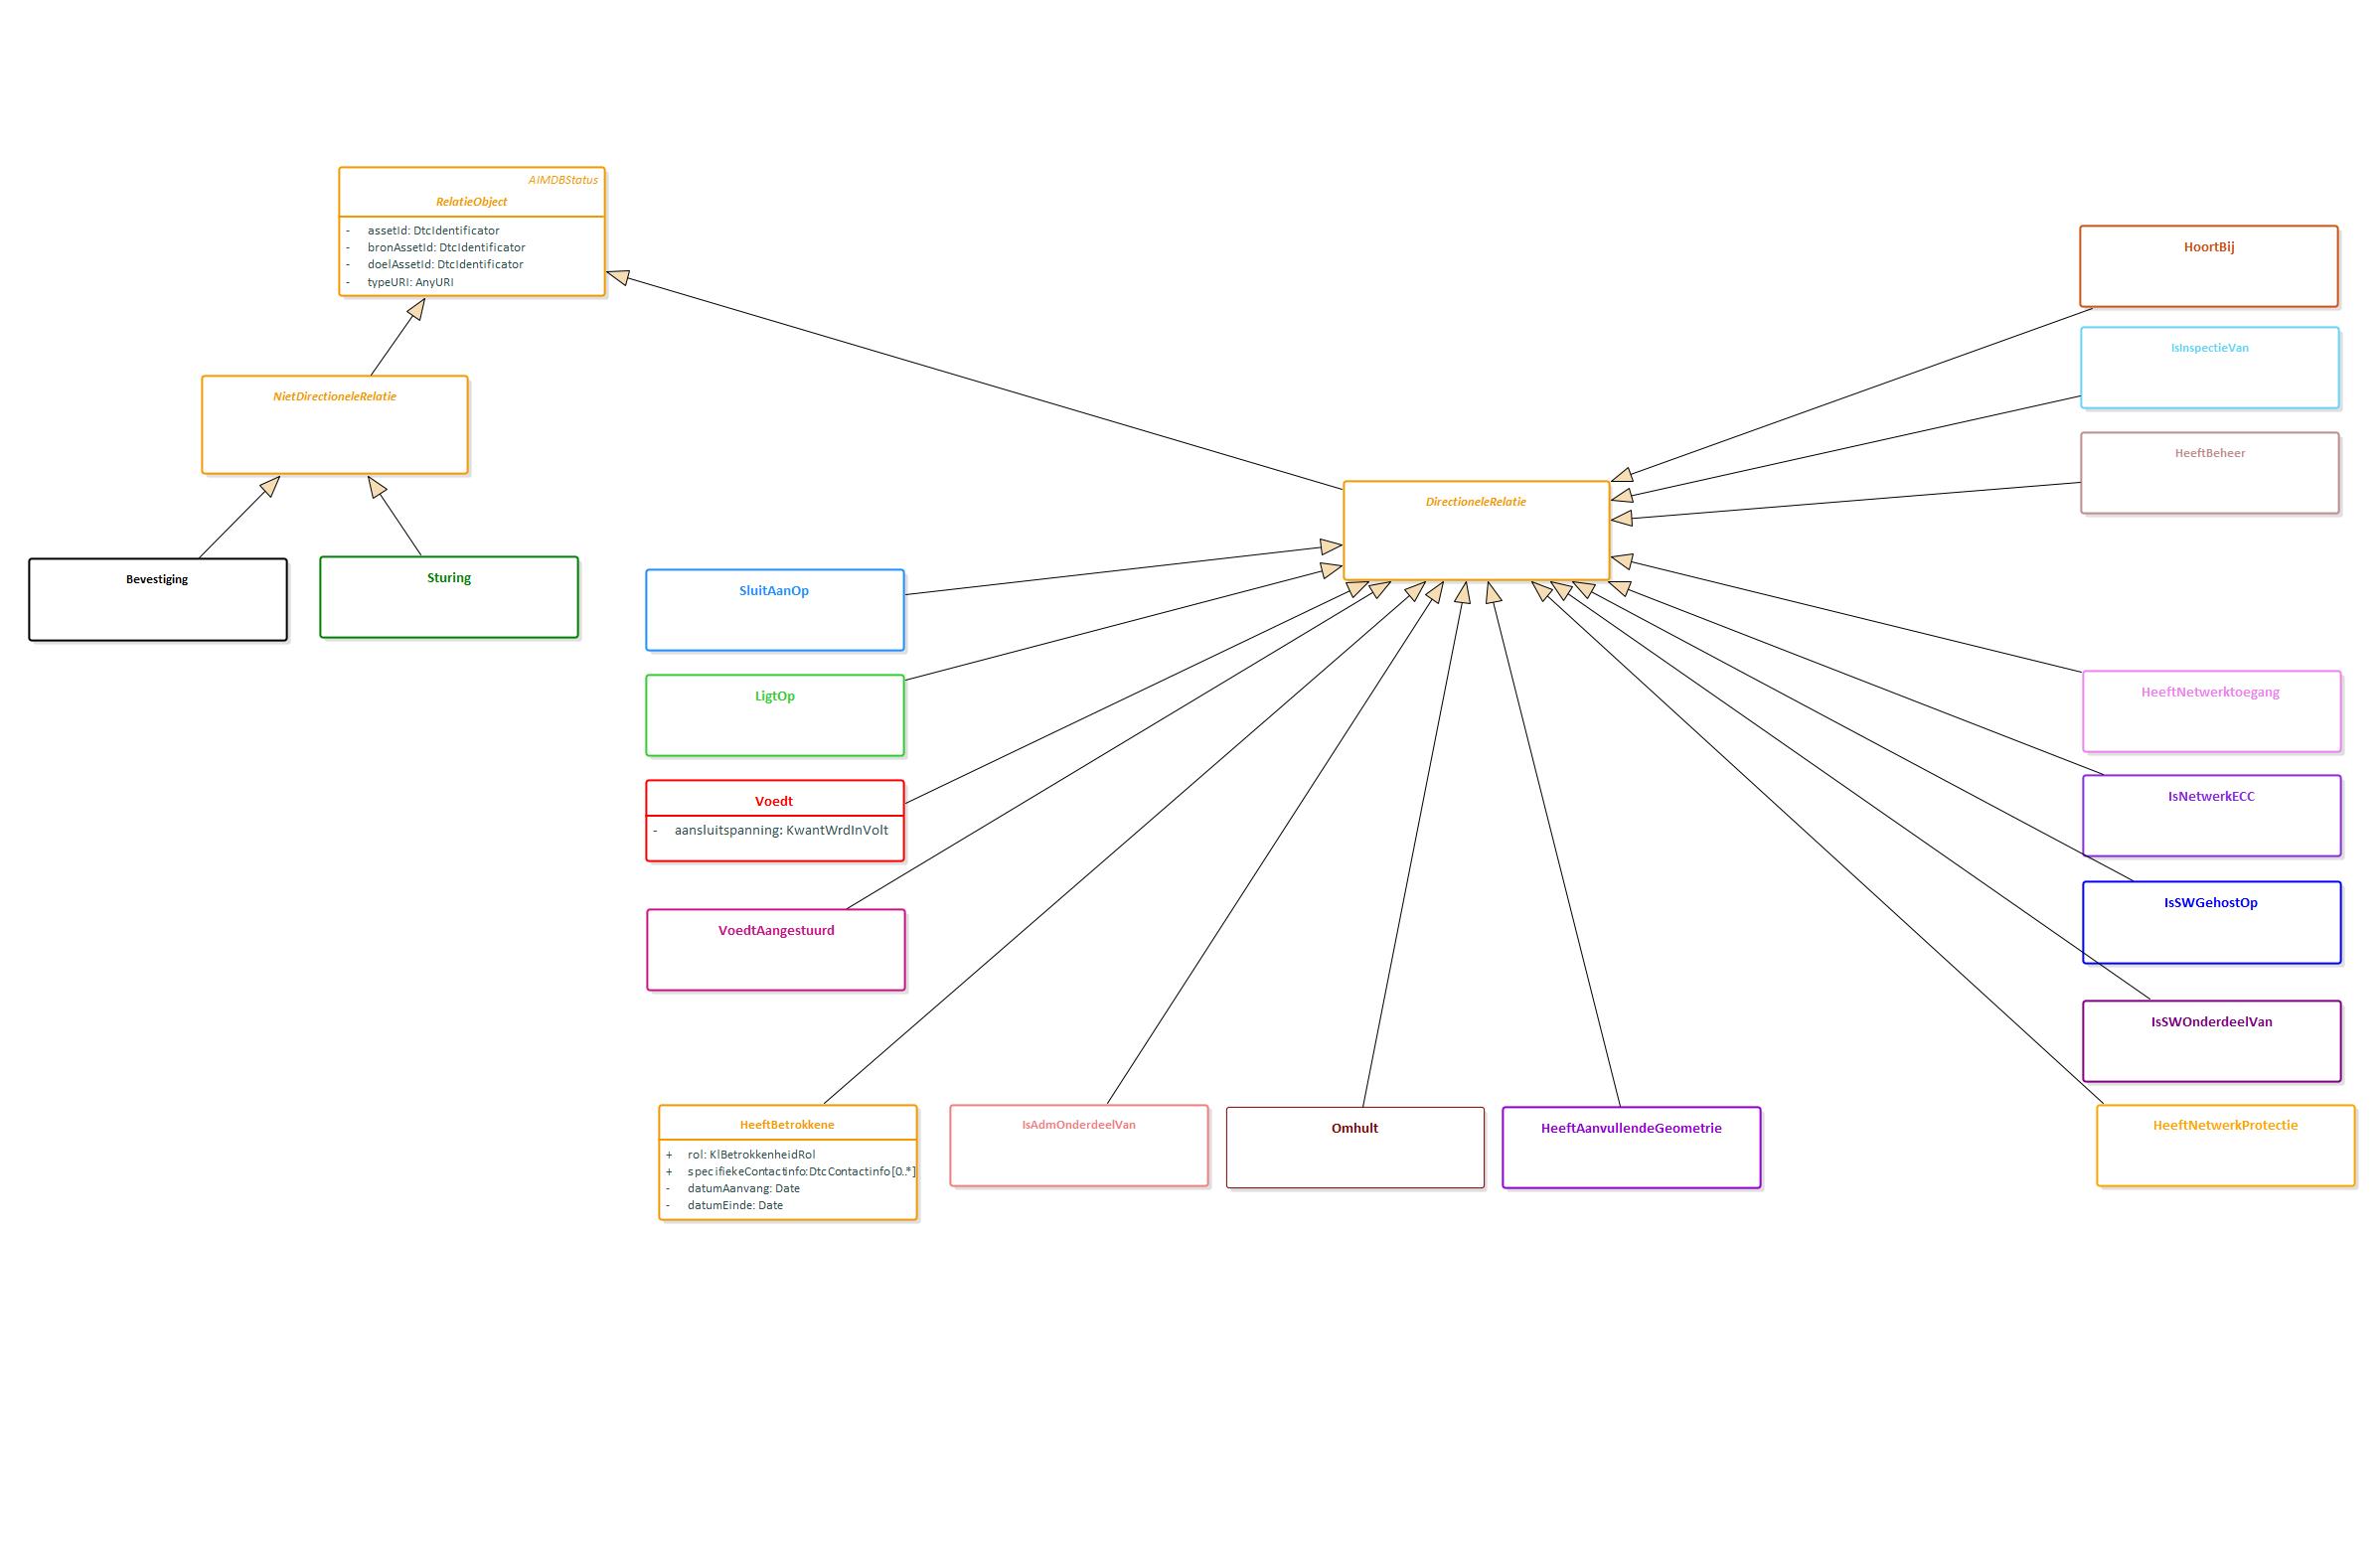 AIMDBStatus
RelatieObject
- assetId: DtcIdentificator
- bronAssetId: DtcIdentificator
- doelAssetId: DtcIdentificator
- typeURI: AnyURI
NietDirectioneleRelatie
Bevestiging
Sturing
DirectioneleRelatie
HoortBij
IsInspectieVan
HeeftBeheer
SluitAanOp
LigtOp
Voedt
- aansluitspanning: KwantWrdInVolt
VoedtAangestuurd
HeeftNetwerktoegang
IsNetwerkECC
IsSWGehostOp
IsSWOnderdeelVan
HeeftBetrokkene
+ rol: KlBetrokkenheidRol
+ specifiekeContactinfo:DtcContactinfo[0..*]
- datumAanvang: Date
- datumEinde: Date
IsAdmOnderdeelVan
Omhult
HeeftAanvullendeGeometrie
HeeftNetwerkProtectie